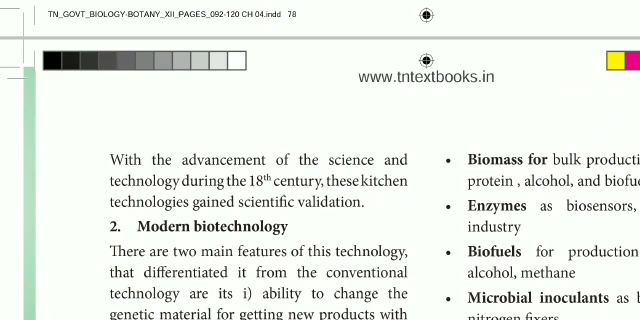 TN_GOVT_BIOLOGY-BOTANY_XII_PAGES_092-120 CH 04.indd 78
www.tntextbooks.in
With the advancement of the science and
technology during the 18th century, these kitchen
technologies gained scientific validation.
2. Modern biotechnology
There are two main features of this technology,
that differentiated it from the conventional
technology are its i) ability to change the
genetic material for getting new products with
• Biomass for bulk
protein , alcohol, and
• Enzymes as biosensors,
industry
• Biofuels for production
alcohol, methane
• Microbial inoculants as
nitrogen fixers